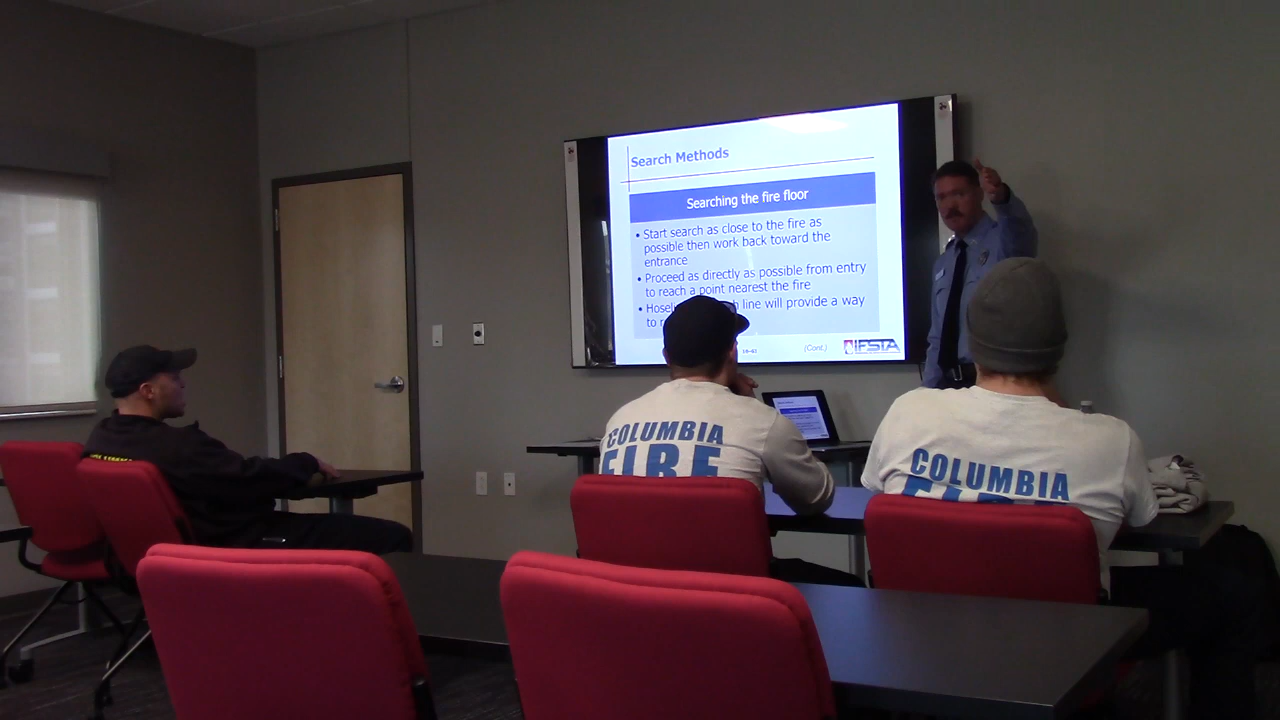 Search Methods
Searching the fire floor
• Start search as close to the fire as
possible then work back toward the
entrance
• Proceed as directly as possible from entry
to reach a point nearest the fire
• line will provide a way
to
(Cont.)
IFSTA
COLUMBIA
FIRE
COLUMBIA
FIRE